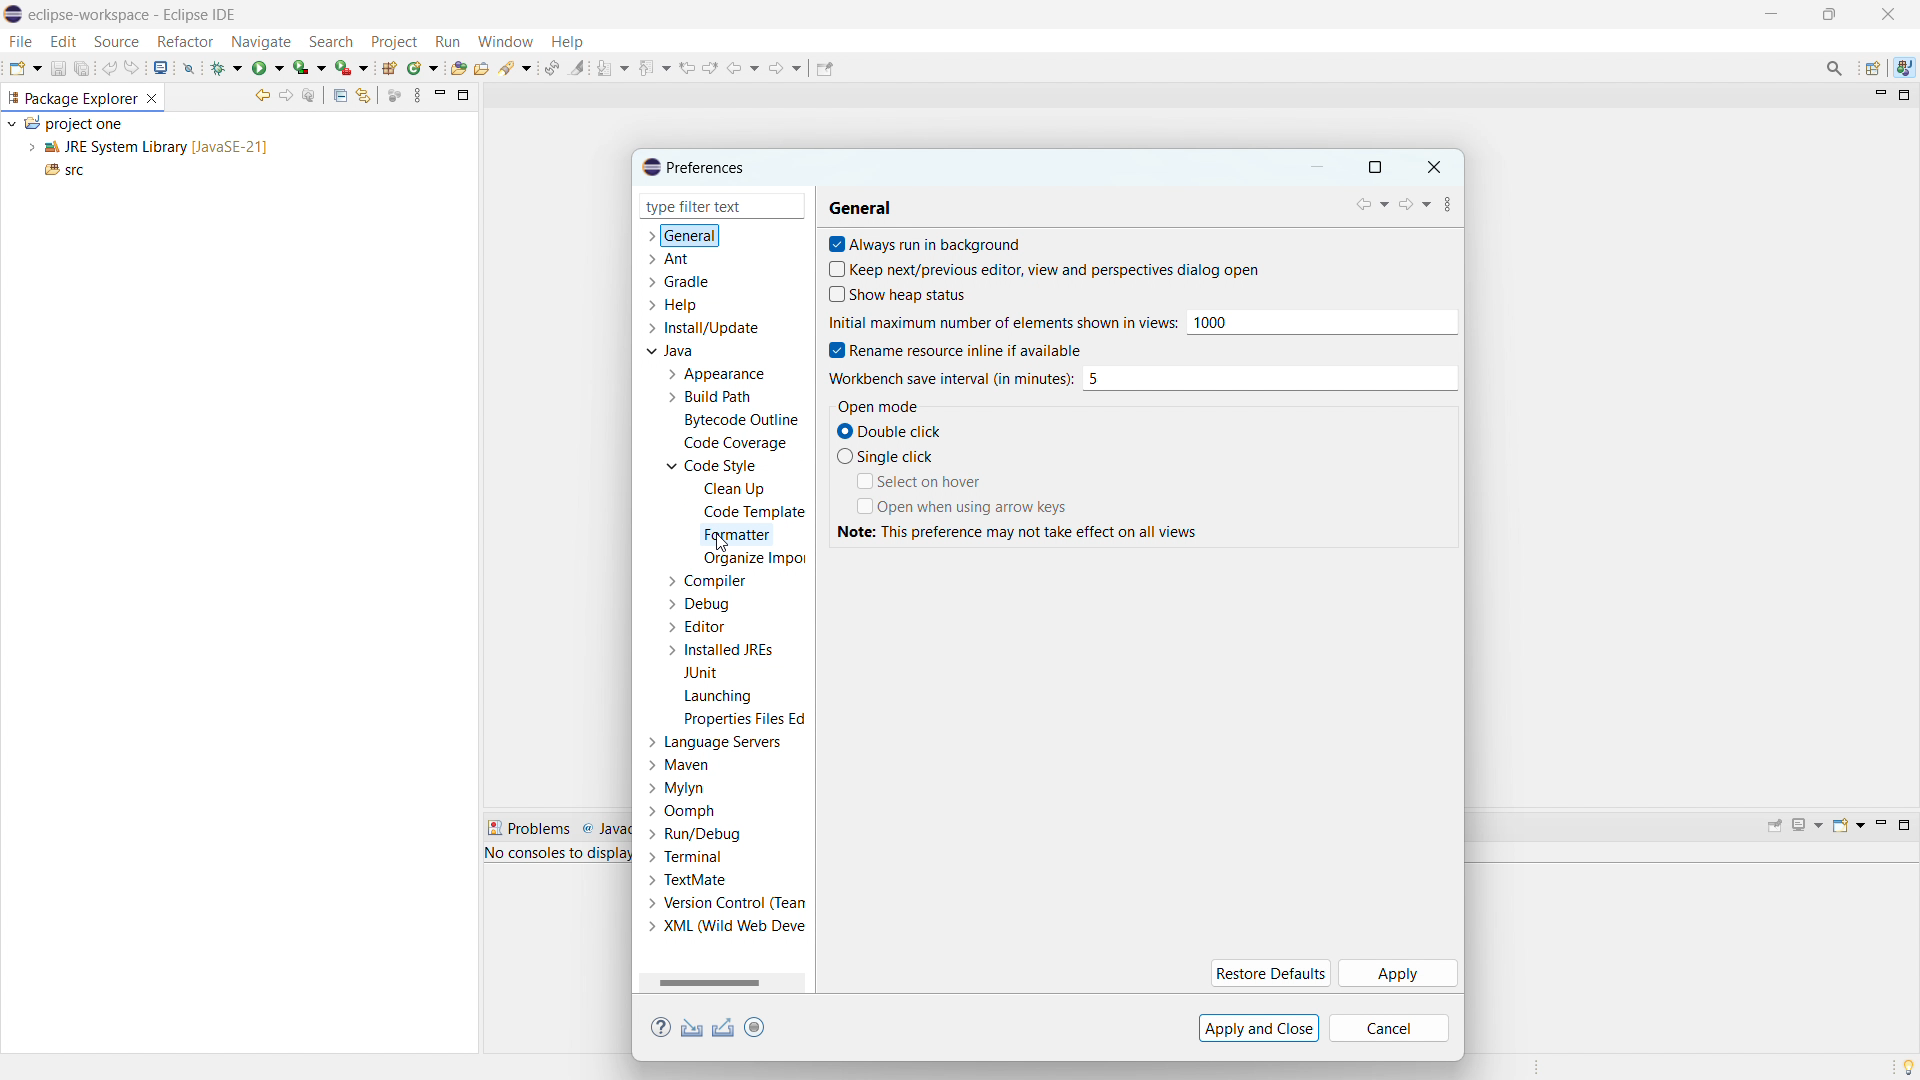 eclipse-workspace - Eclipse IDE
File Edit Source Refactor Navigate Search Project Run Window Help
Package Explorer
project one
JRE System Library [JavaSE-21]
src
Preferences
type filter text
General
Ant
Gradle
Help
Install/Update
Java
Appearance
Build Path
Bytecode Outline
Code Coverage
Code Style
Clean Up
Code Template
Formatter
Organize Impor
Compiler
Debug
Editor
Installed JREs
JUnit
Launching
Properties Files Ed
Language Servers
Maven
Mylyn
Oomph
Run/Debug
Terminal
TextMate
Version Control (Team
XML (Wild Web Deve
General
Always run in background
Keep next/previous editor, view and perspectives dialog open
Show heap status
Initial maximum number of elements shown in views: 1000
Rename resource inline if available
Workbench save interval (in minutes): 5
Open mode
Double click
Single click
Select on hover
Open when using arrow keys
Note: This preference may not take effect on all views
Restore Defaults Apply
Apply and Close Cancel
Problems @ Javad
No consoles to display